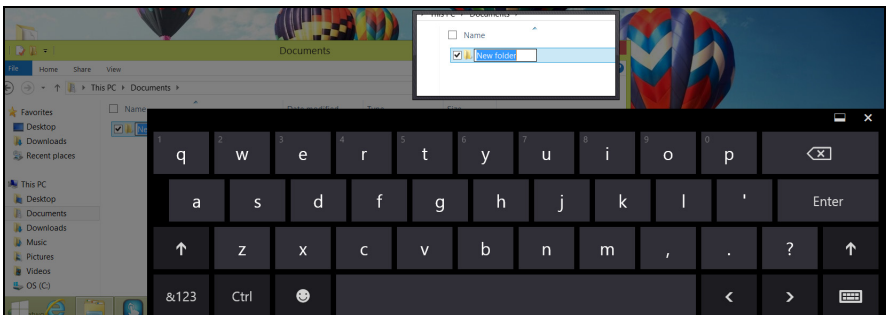 This PC ▸ Documents ▸
Name
New folder
Documents
File Home Share View
This PC ▸ Documents ▸
Favorites
Desktop
Downloads
Recent places
This PC
Desktop
Documents
Downloads
Music
Pictures
Videos
OS (C:)
Name Date modified Type Size
Ne
1 2 3 4 5 6 7 8 9 0
q w e r t y u i o p
a s d f g h j k l ' Enter
z x c v b n m , . ?
&123 Ctrl < >